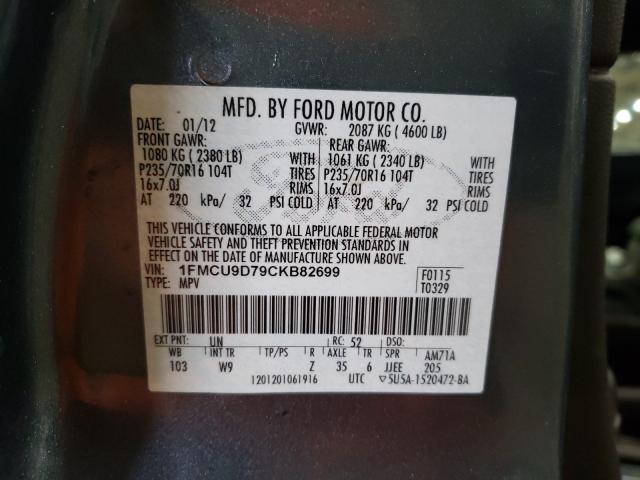 MFD. BY FORD MOTOR CO.
DATE: 01/12 GVWR: 2087 KG ( 4600 LB)
FRONT GAWR: REAR GAWR:
1080 KG ( 2380 LB) WITH 1061 KG ( 2340 LB) WITH
P235/70R16 104T TIRES P235/70R16 104T TIRES
16x7.0J RIMS 16x7.0J RIMS
AT 220 kPa/ 32 PSI COLD AT 220 kPa/ 32 PSI COLD
Ford
THIS VEHICLE CONFORMS TO ALL APPLICABLE FEDERAL MOTOR
VEHICLE SAFETY AND THEFT PREVENTION STANDARDS IN
EFFECT ON THE DATE OF MANUFACTURE SHOWN ABOVE.
VIN: 1FMCU9D79CKB82699 F0115
TYPE: MPV T0329
EXT PNT: UN RC: 52 DSO:
WB INT TR TP/PS R AXLE TR SPR AM71A
103 W9 Z 35 6 JJEE 205
1201201061916 UTC ▽5U5A-1520472-BA